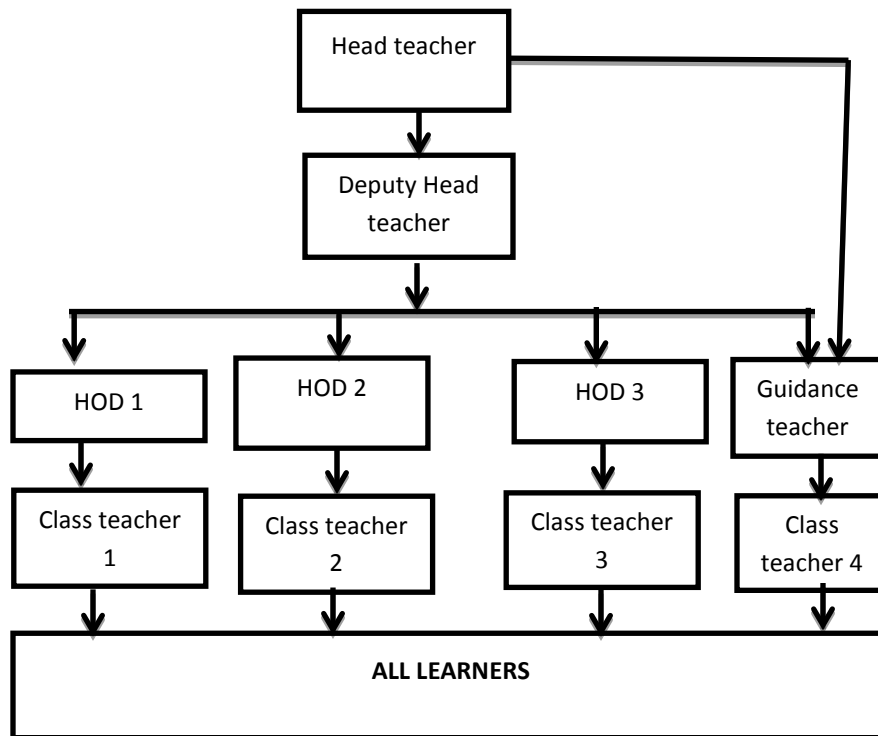 Head teacher
Deputy Head
teacher
HOD 1
HOD 2
HOD 3
Guidance
teacher
Class teacher
1
Class teacher
2
Class teacher
3
Class
teacher 4
ALL LEARNERS